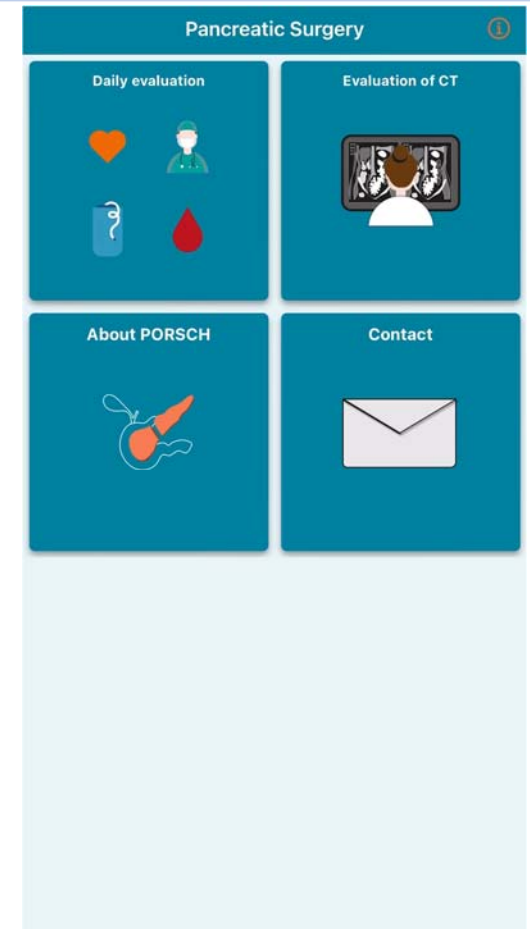 Pancreatic Surgery
Daily evaluation
Evaluation of CT
About PORSCH
Contact